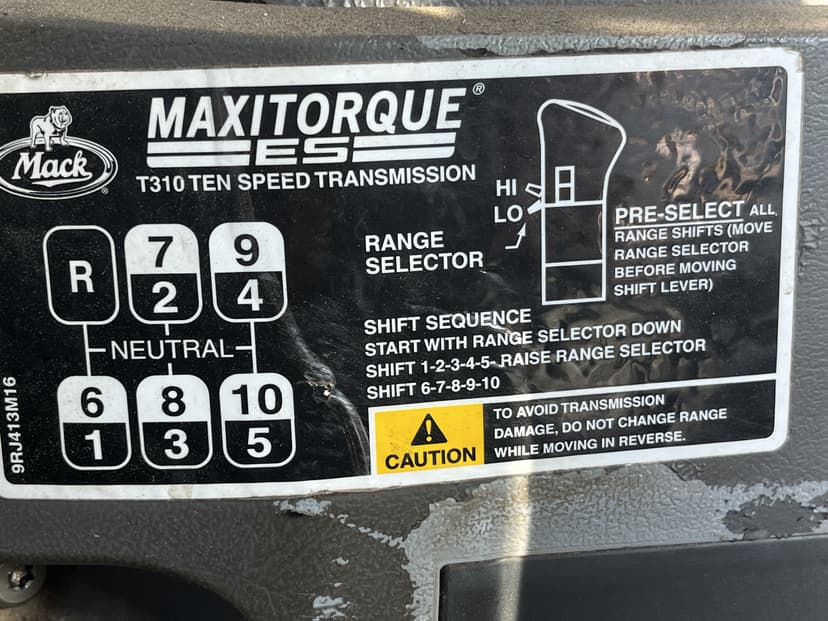 MAXITORQUE®
ES
Mack®
T310 TEN SPEED TRANSMISSION
HI
LO
RANGE
SELECTOR
PRE-SELECT ALL
RANGE SHIFTS (MOVE
RANGE SELECTOR
BEFORE MOVING
SHIFT LEVER)
R
7
9
2
4
NEUTRAL
6
8
10
1
3
5
SHIFT SEQUENCE
START WITH RANGE SELECTOR DOWN
SHIFT 1-2-3-4-5- RAISE RANGE SELECTOR
SHIFT 6-7-8-9-10
CAUTION
TO AVOID TRANSMISSION
DAMAGE, DO NOT CHANGE RANGE
WHILE MOVING IN REVERSE.
9RJ413M16